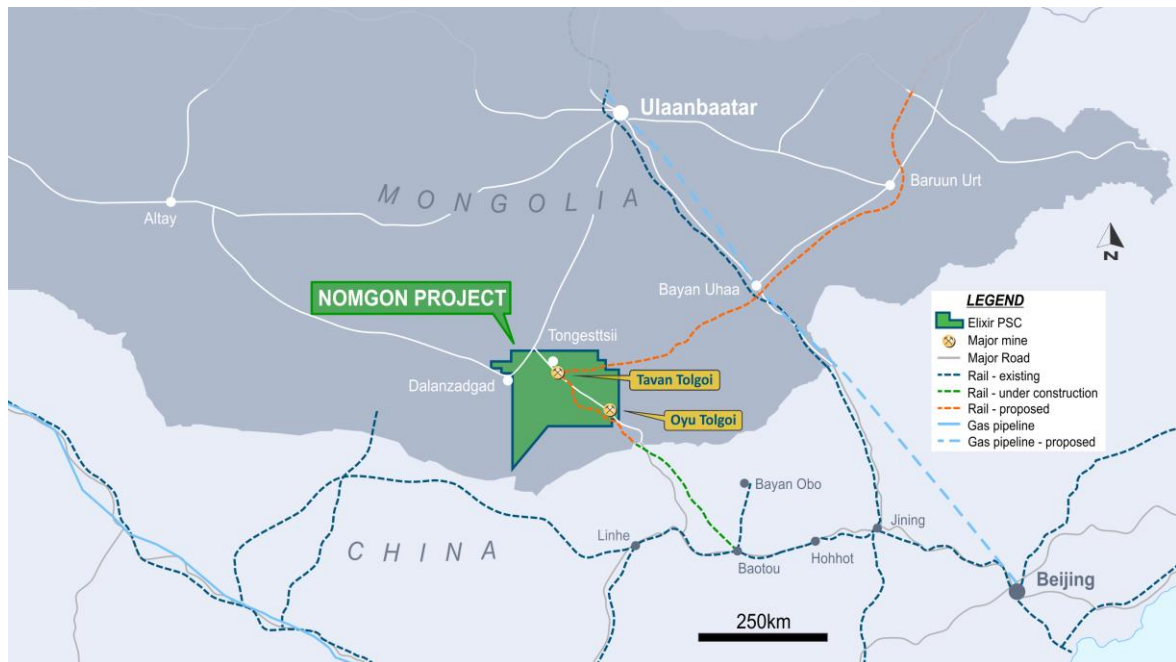 Ulaanbaatar
MONGOLIA
Baruun Urt
Altay
N
Bayan Uhaa
NOMGON PROJECT
Tongesttsii
Dalanzadgad
Tavan Tolgoi
Oyu Tolgoi
LEGEND
Elixir PSC
Major mine
Major Road
Rail - existing
Rail - under construction
Rail - proposed
Gas pipeline
Gas pipeline - proposed
Bayan Obo
Linhe
Jining
CHINA
Baotou
Hohhot
Beijing
250km